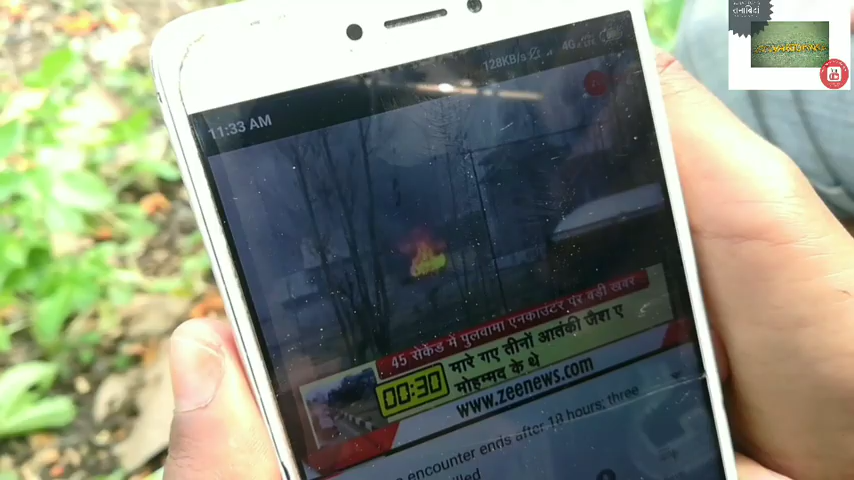 128KB/s
4G
11:33 AM
45 सेकेंड में पुलवामा एनकाउंटर पर बड़ी खबर
00:30
मारे गए तीनों आतंकी जैश ए
मोहम्मद के थे
www.zeenews.com
encounter ends after 18 hours; three